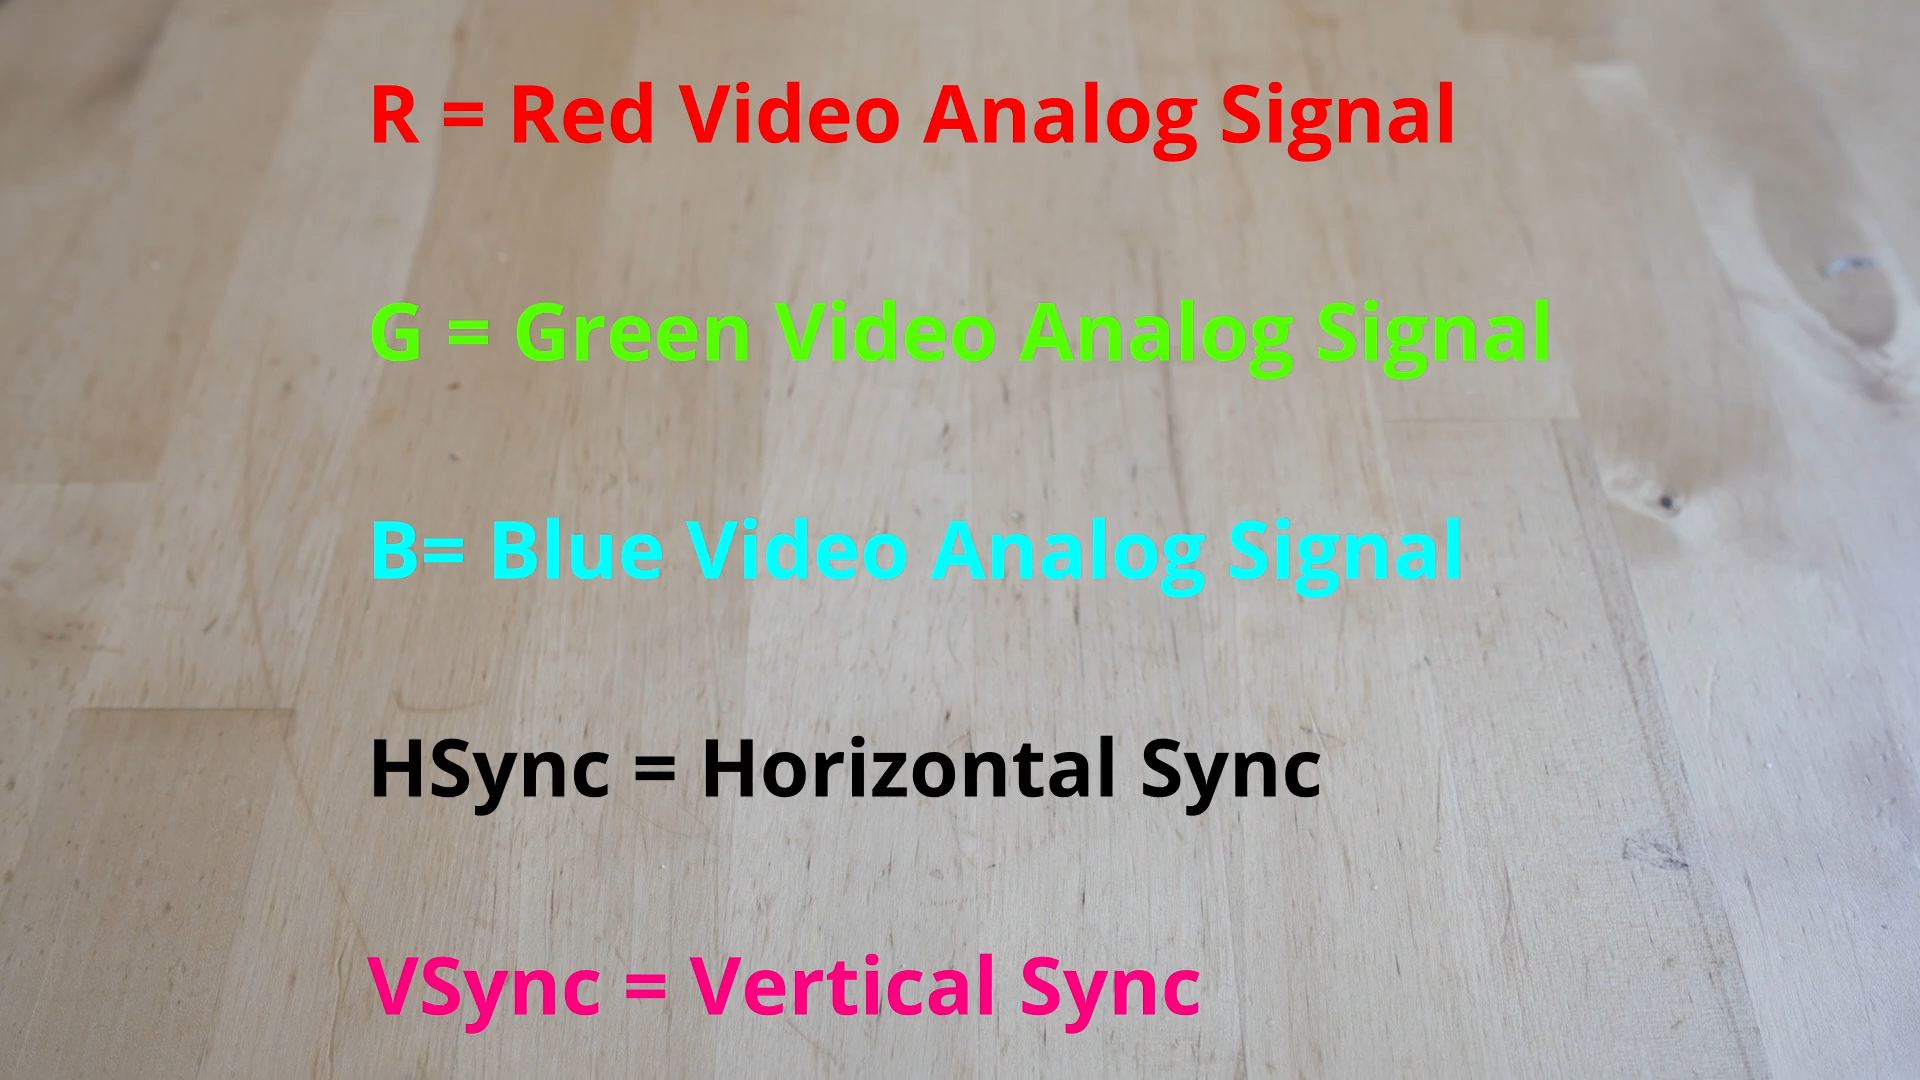 R = Red Video Analog Signal
G = Green Video Analog Signal
B= Blue Video Analog Signal
HSync = Horizontal Sync
VSync = Vertical Sync